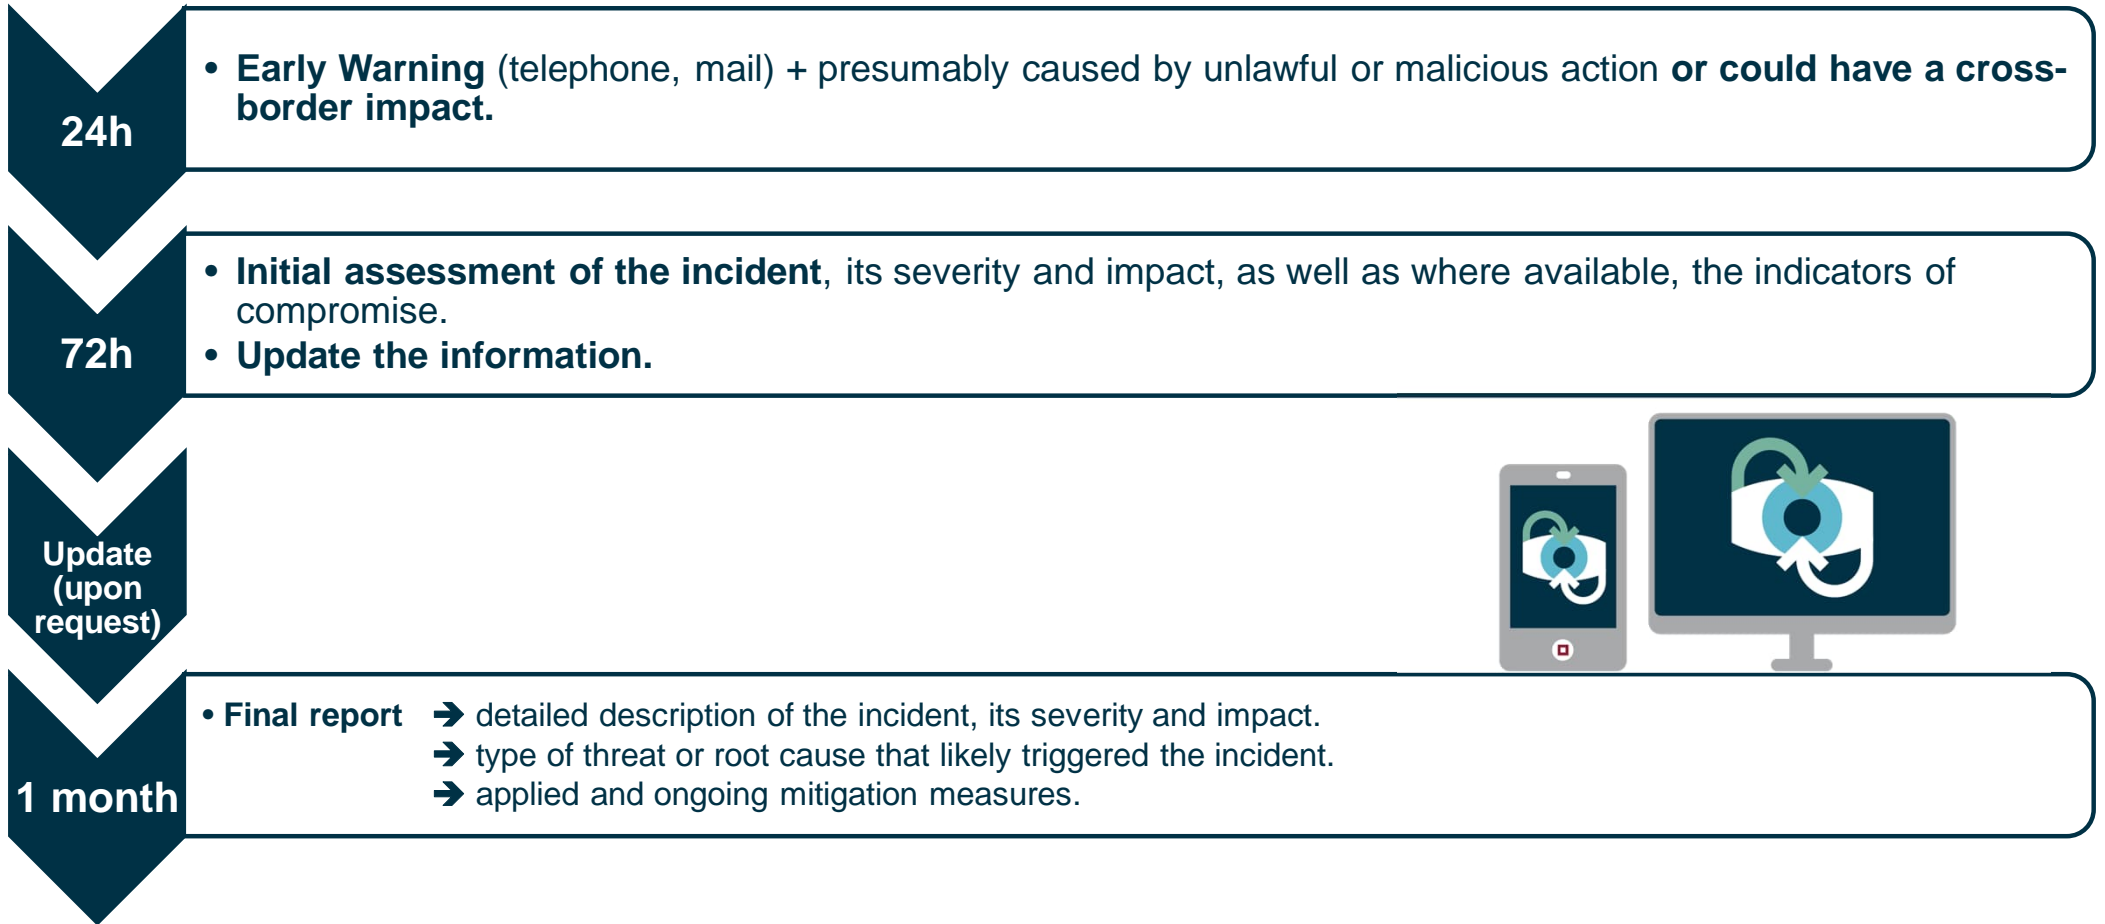 24h
• Early Warning (telephone, mail) + presumably caused by unlawful or malicious action or could have a cross-
border impact.
72h
• Initial assessment of the incident, its severity and impact, as well as where available, the indicators of
compromise.
• Update the information.
Update
(upon
request)
1 month
• Final report ➔ detailed description of the incident, its severity and impact.
➔ type of threat or root cause that likely triggered the incident.
➔ applied and ongoing mitigation measures.